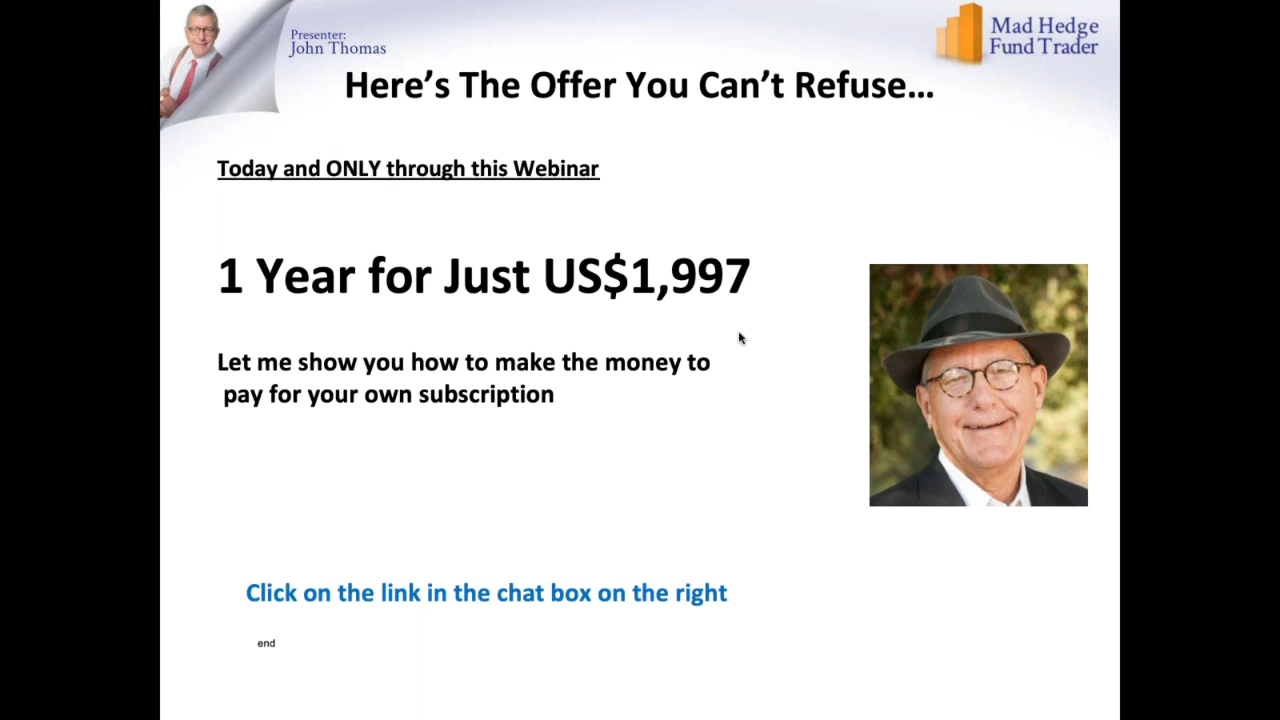 Presenter:
John Thomas
Mad Hedge
Fund Trader
Here’s The Offer You Can’t Refuse…
Today and ONLY through this Webinar
1 Year for Just US$1,997
Let me show you how to make the money to
pay for your own subscription
Click on the link in the chat box on the right
end